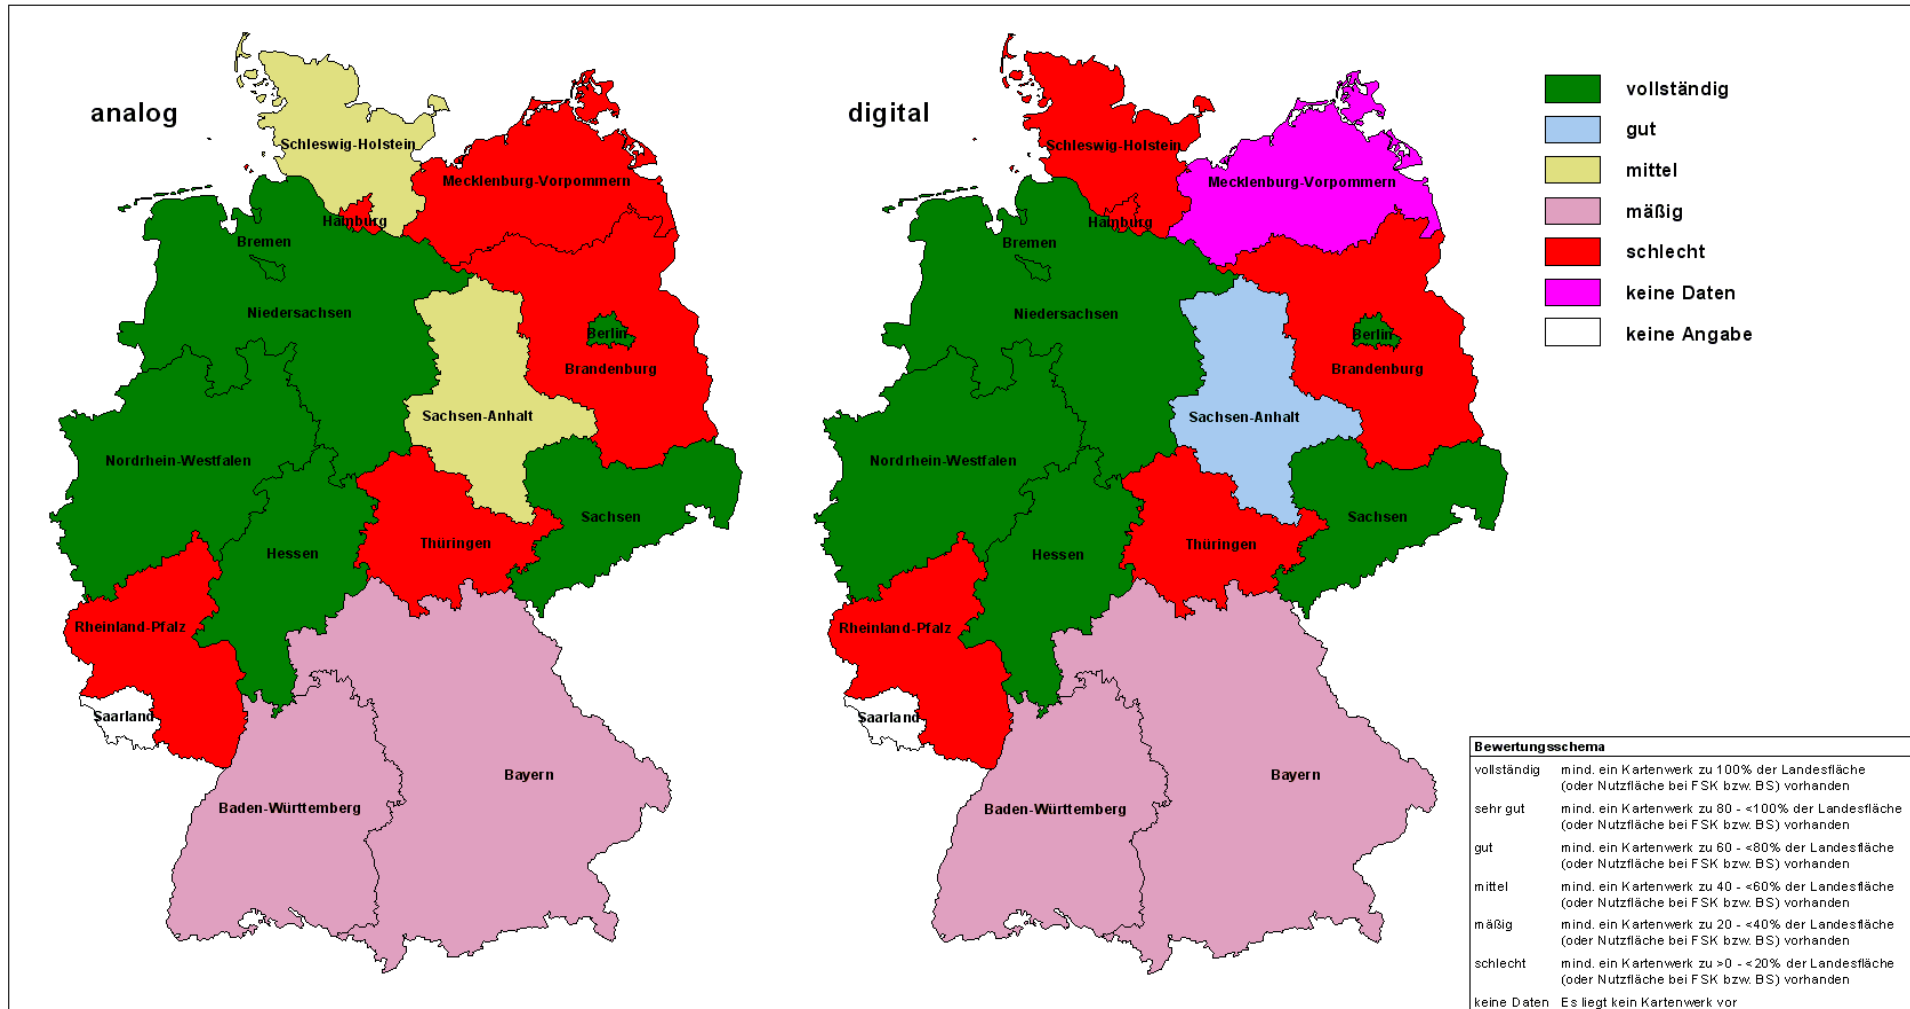 analog
Schleswig-Holstein
Mecklenburg-Vorpommern
Hamburg
Bremen
Niedersachsen
Berlin
Brandenburg
Sachsen-Anhalt
Nordrhein-Westfalen
Sachsen
Thüringen
Hessen
Rheinland-Pfalz
Saarland
Bayern
Baden-Württemberg
digital
Schleswig-Holstein
Mecklenburg-Vorpommern
Hamburg
Bremen
Niedersachsen
Berlin
Brandenburg
Sachsen-Anhalt
Nordrhein-Westfalen
Sachsen
Thüringen
Hessen
Rheinland-Pfalz
Saarland
Bayern
Baden-Württemberg
vollständig
gut
mittel
mäßig
schlecht
keine Daten
keine Angabe
Bewertungsschema
vollständig mind. ein Kartenwerk zu 100% der Landesfläche
(oder Nutzfläche bei FSK bzw. BS) vorhanden
sehr gut mind. ein Kartenwerk zu 80 - <100% der Landesfläche
(oder Nutzfläche bei FSK bzw. BS) vorhanden
gut mind. ein Kartenwerk zu 60 - <80% der Landesfläche
(oder Nutzfläche bei FSK bzw. BS) vorhanden
mittel mind. ein Kartenwerk zu 40 - <60% der Landesfläche
(oder Nutzfläche bei FSK bzw. BS) vorhanden
mäßig mind. ein Kartenwerk zu 20 - <40% der Landesfläche
(oder Nutzfläche bei FSK bzw. BS) vorhanden
schlecht mind. ein Kartenwerk zu >0 - <20% der Landesfläche
(oder Nutzfläche bei FSK bzw. BS) vorhanden
keine Daten Es liegt kein Kartenwerk vor